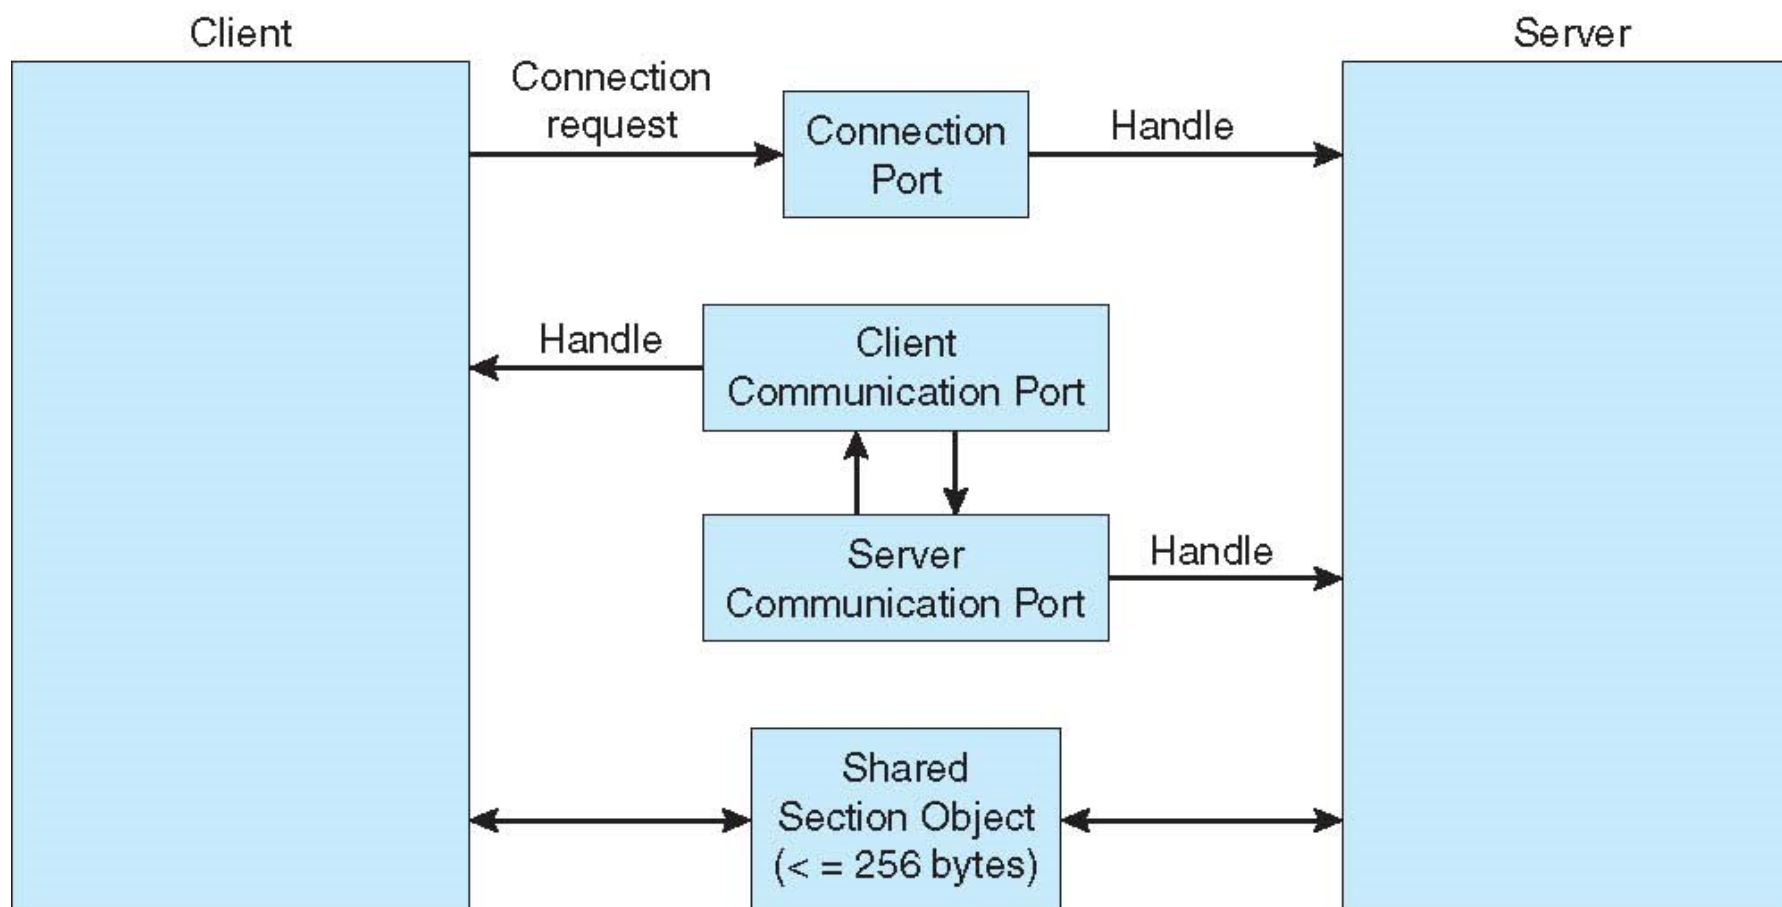 Client
Server
Connection
request
Connection
Port
Handle
Handle
Client
Communication Port
Server
Communication Port
Handle
Shared
Section Object
(< = 256 bytes)